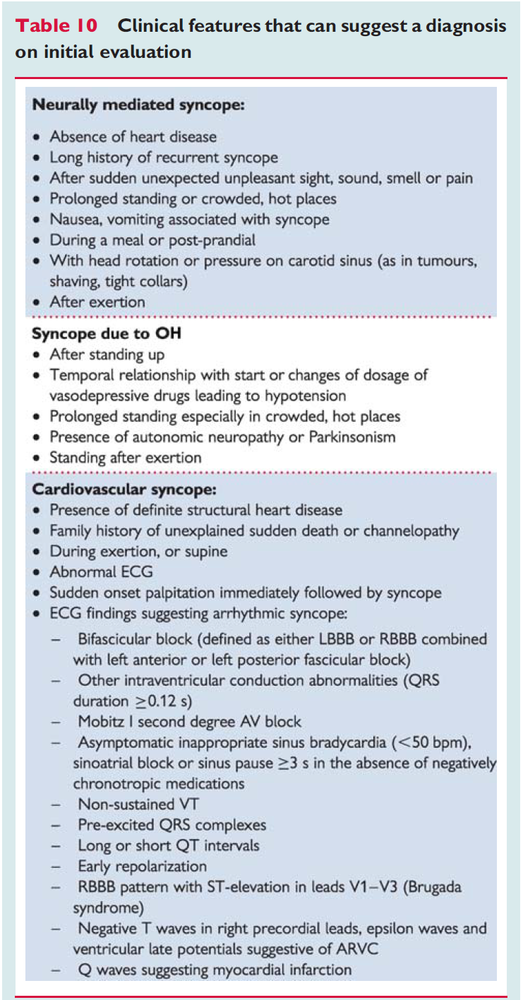 Table 10 Clinical features that can suggest a diagnosis
on initial evaluation
Neurally mediated syncope:
• Absence of heart disease
• Long history of recurrent syncope
• After sudden unexpected unpleasant sight, sound, smell or pain
• Prolonged standing or crowded, hot places
• Nausea, vomiting associated with syncope
• During a meal or post-prandial
• With head rotation or pressure on carotid sinus (as in tumours,
shaving, tight collars)
• After exertion
Syncope due to OH
• After standing up
• Temporal relationship with start or changes of dosage of
vasodepressive drugs leading to hypotension
• Prolonged standing especially in crowded, hot places
• Presence of autonomic neuropathy or Parkinsonism
• Standing after exertion
Cardiovascular syncope:
• Presence of definite structural heart disease
• Family history of unexplained sudden death or channelopathy
• During exertion, or supine
• Abnormal ECG
• Sudden onset palpitation immediately followed by syncope
• ECG findings suggesting arrhythmic syncope:
– Bifascicular block (defined as either LBBB or RBBB combined
with left anterior or left posterior fascicular block)
– Other intraventricular conduction abnormalities (QRS
duration ≥0.12 s)
– Mobitz I second degree AV block
– Asymptomatic inappropriate sinus bradycardia (<50 bpm),
sinoatrial block or sinus pause ≥3 s in the absence of negatively
chronotropic medications
– Non-sustained VT
– Pre-excited QRS complexes
– Long or short QT intervals
– Early repolarization
– RBBB pattern with ST-elevation in leads V1–V3 (Brugada
syndrome)
– Negative T waves in right precordial leads, epsilon waves and
ventricular late potentials suggestive of ARVC
– Q waves suggesting myocardial infarction